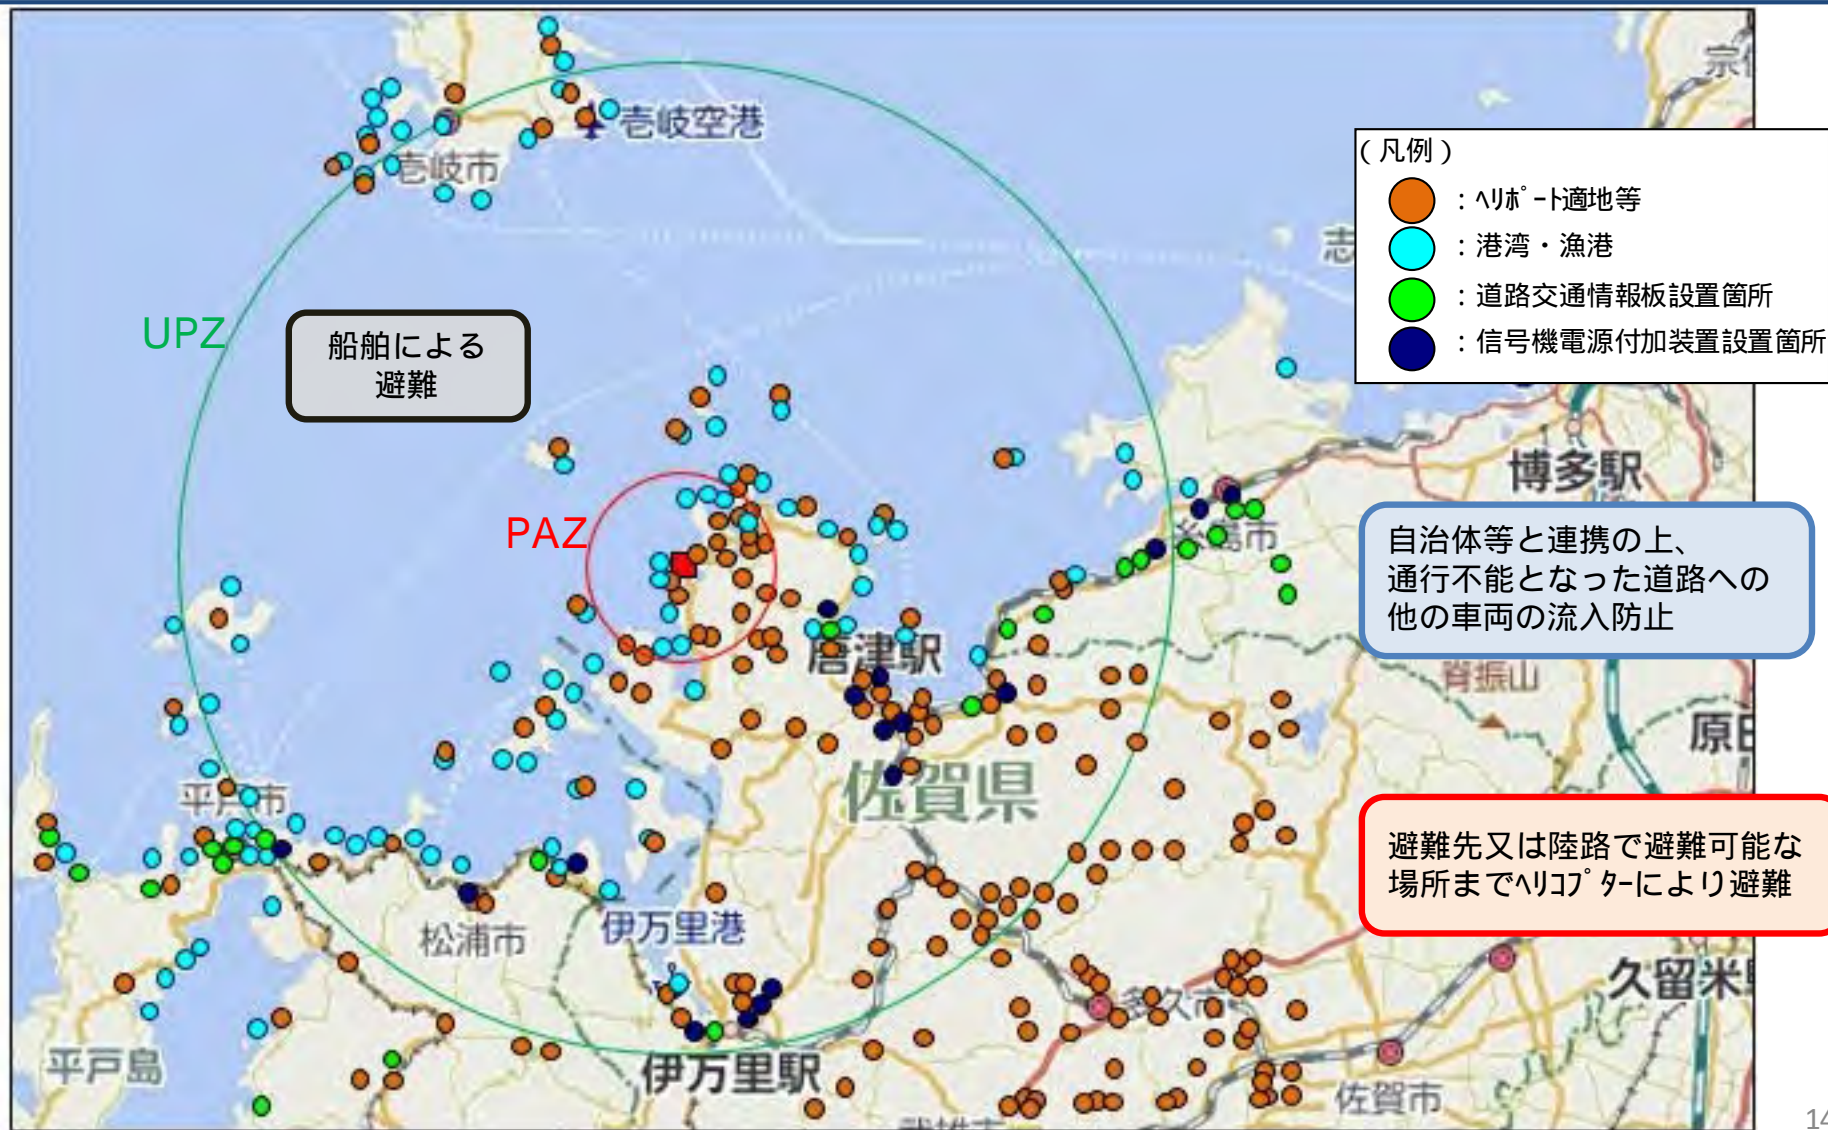 壱岐空港
壱岐市
(凡例)
:ﾍﾘﾎﾟｰﾄ適地等
:港湾・漁港
:道路交通情報板設置箇所
:信号機電源付加装置設置箇所
志
UPZ
船舶による
避難
PAZ
博多駅
糸島市
自治体等と連携の上、
通行不能となった道路への
他の車両の流入防止
唐津駅
脊振山
佐賀県
平戸市
避難先又は陸路で避難可能な
場所までﾍﾘｺﾌﾟﾀｰにより避難
松浦市
伊万里港
多久市
久留米
平戸島
伊万里駅
佐賀市
14